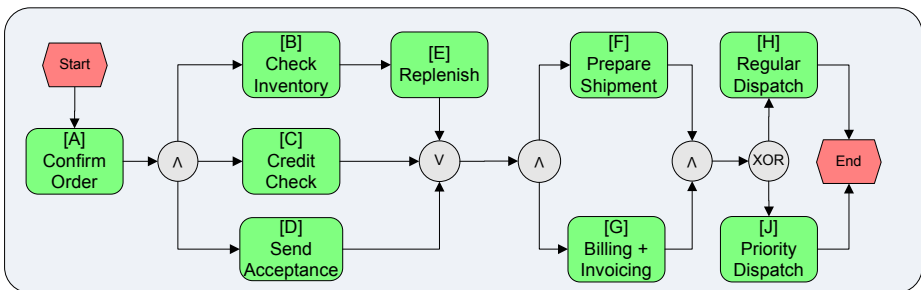 Start
[A]
Confirm
Order
Λ
[B]
Check
Inventory
[C]
Credit
Check
[D]
Send
Acceptance
[E]
Replenish
V
Λ
[F]
Prepare
Shipment
[G]
Billing +
Invoicing
Λ
XOR
[H]
Regular
Dispatch
[J]
Priority
Dispatch
End